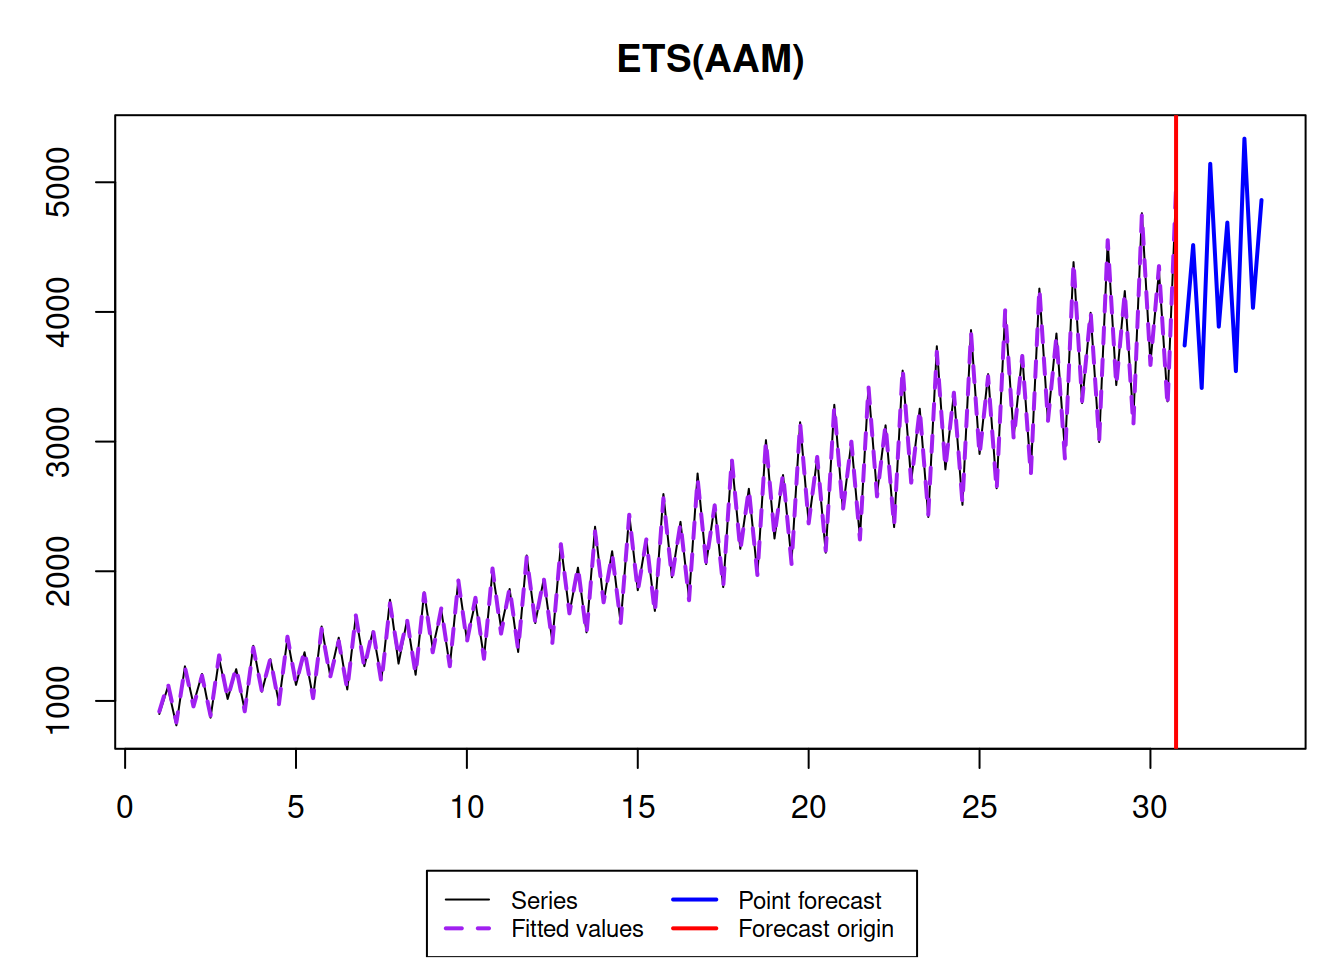 ETS(AAM)
5000
4000
3000
2000
1000
0 5 10 15 20 25 30
Series
Fitted values
Point forecast
Forecast origin